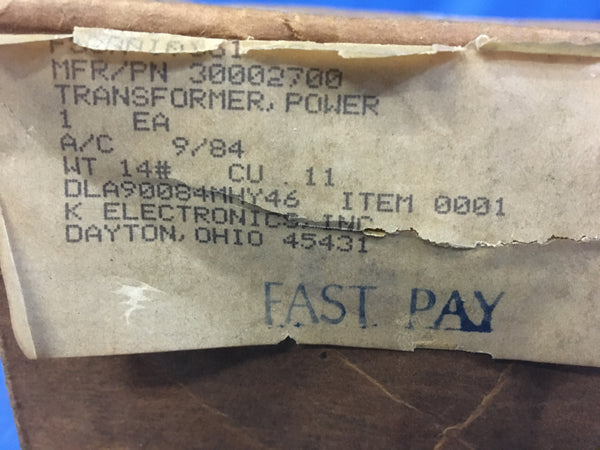 MFR/PN 30002700
TRANSFORMER, POWER
1 EA
A/C 9/84
WT 14# CU .11
DLA90084MHY46 ITEM 0001
K ELECTRONICS, INC
DAYTON, OHIO 45431
FAST PAY